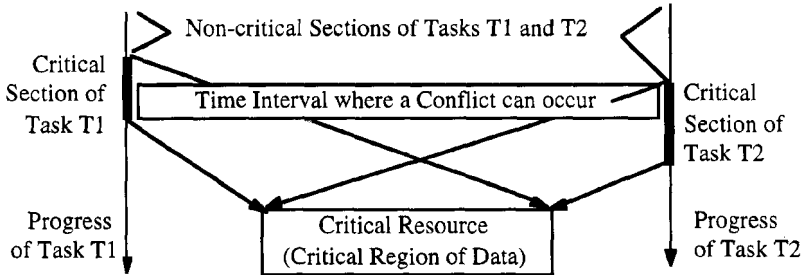 Non-critical Sections of Tasks T1 and T2
Critical
Section of
Task T1
Time Interval where a Conflict can occur
Critical
Section of
Task T2
Progress
of Task T1
Critical Resource
(Critical Region of Data)
Progress
of Task T2